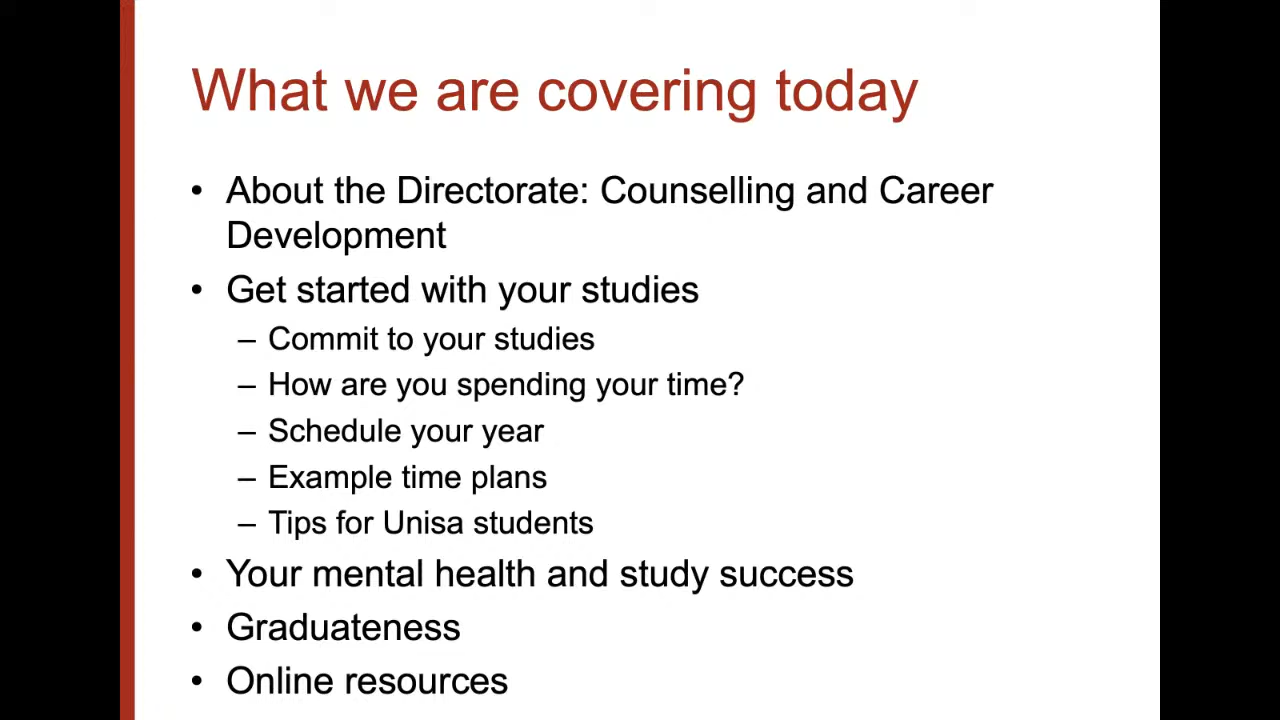 What we are covering today
• About the Directorate: Counselling and Career
Development
• Get started with your studies
– Commit to your studies
– How are you spending your time?
– Schedule your year
– Example time plans
– Tips for Unisa students
• Your mental health and study success
• Graduateness
• Online resources